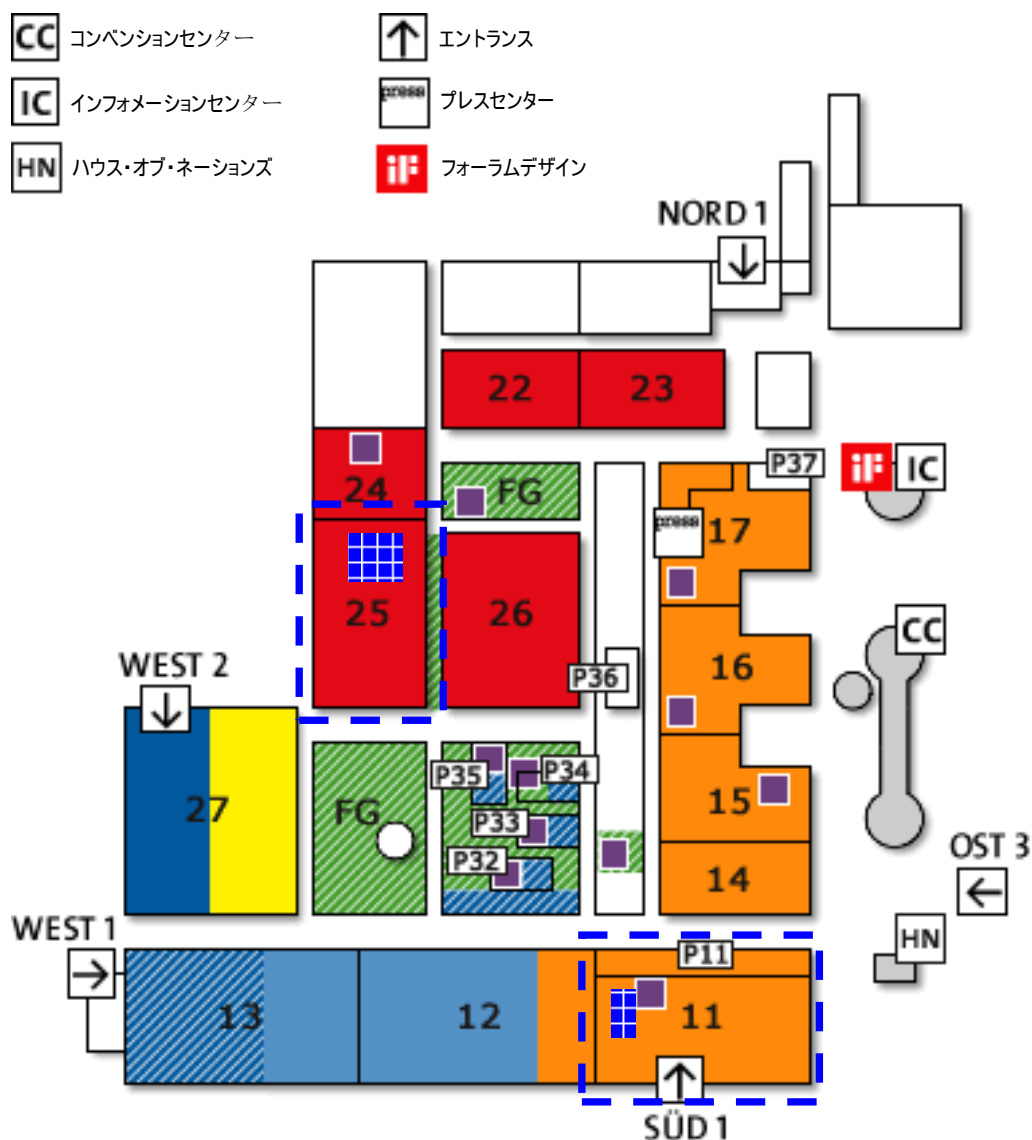 CC コンベンションセンター
↑ エントランス
IC インフォメーションセンター
press プレスセンター
HN ハウス・オブ・ネーションズ
iF フォーラムデザイン
NORD 1
22
23
24
FG
P37
iF
IC
press
17
25
26
CC
WEST 2
16
P36
27
FG
P35
P34
15
P33
P32
14
OST 3
WEST 1
HN
P11
13
12
11
SÜD 1